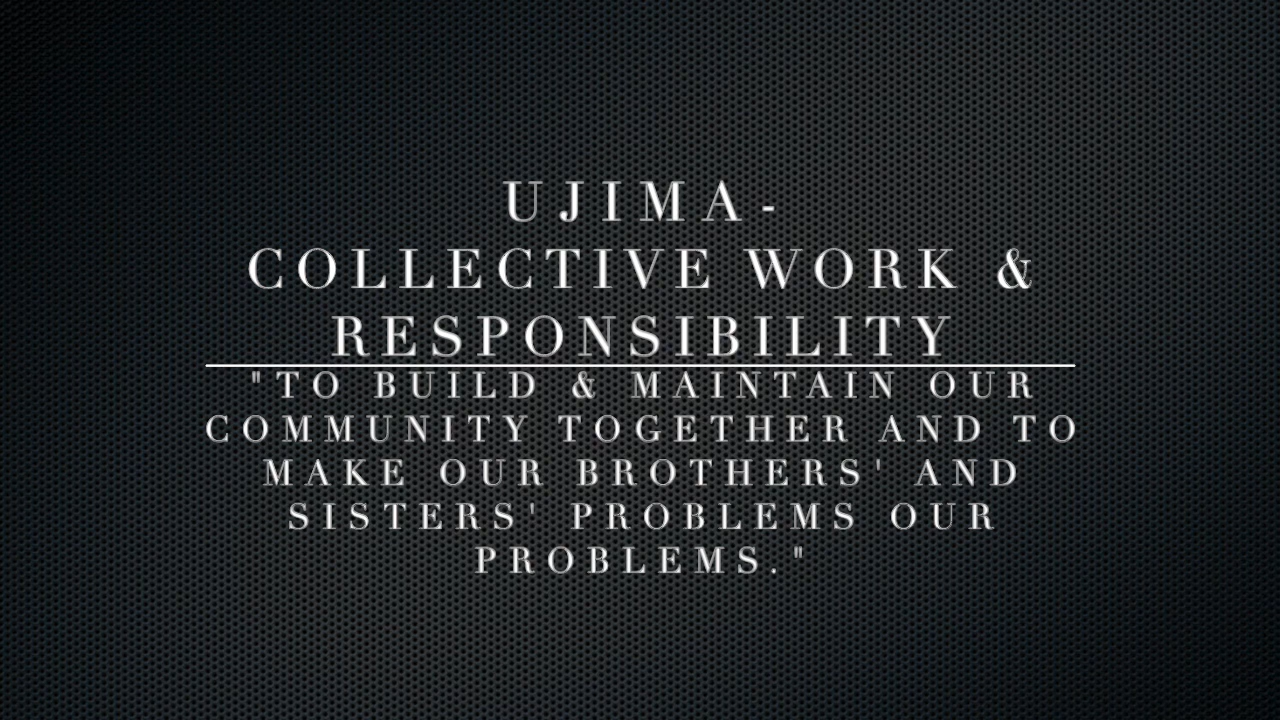 UJIMA-
COLLECTIVE WORK &
RESPONSIBILITY
"TO BUILD & MAINTAIN OUR
COMMUNITY TOGETHER AND TO
MAKE OUR BROTHERS' AND
SISTERS' PROBLEMS OUR
PROBLEMS."